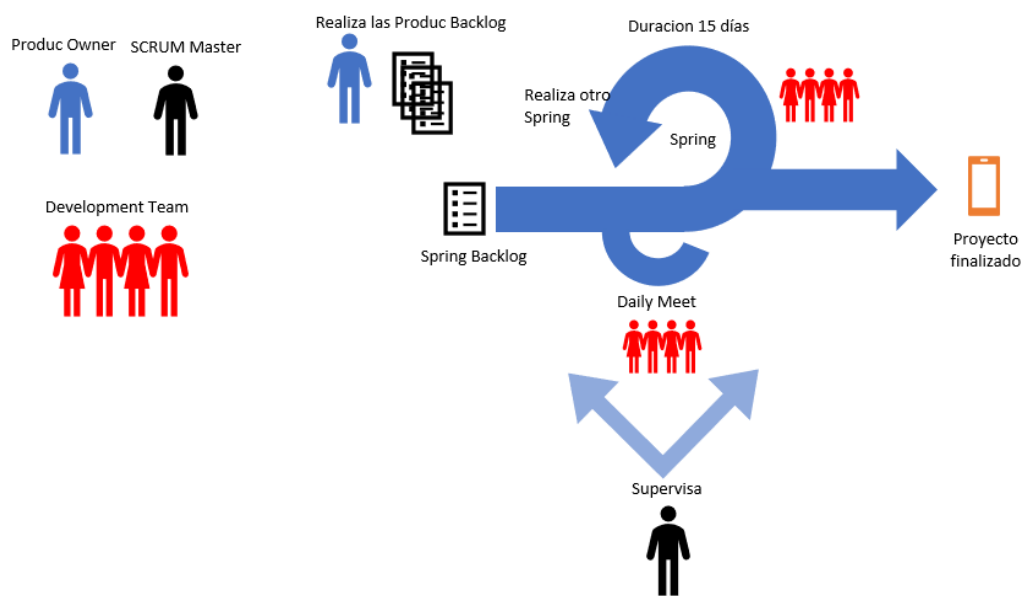 Produc Owner
SCRUM Master
Realiza las Produc Backlog
Duracion 15 días
Realiza otro
Spring
Spring
Development Team
Spring Backlog
Proyecto
finalizado
Daily Meet
Supervisa